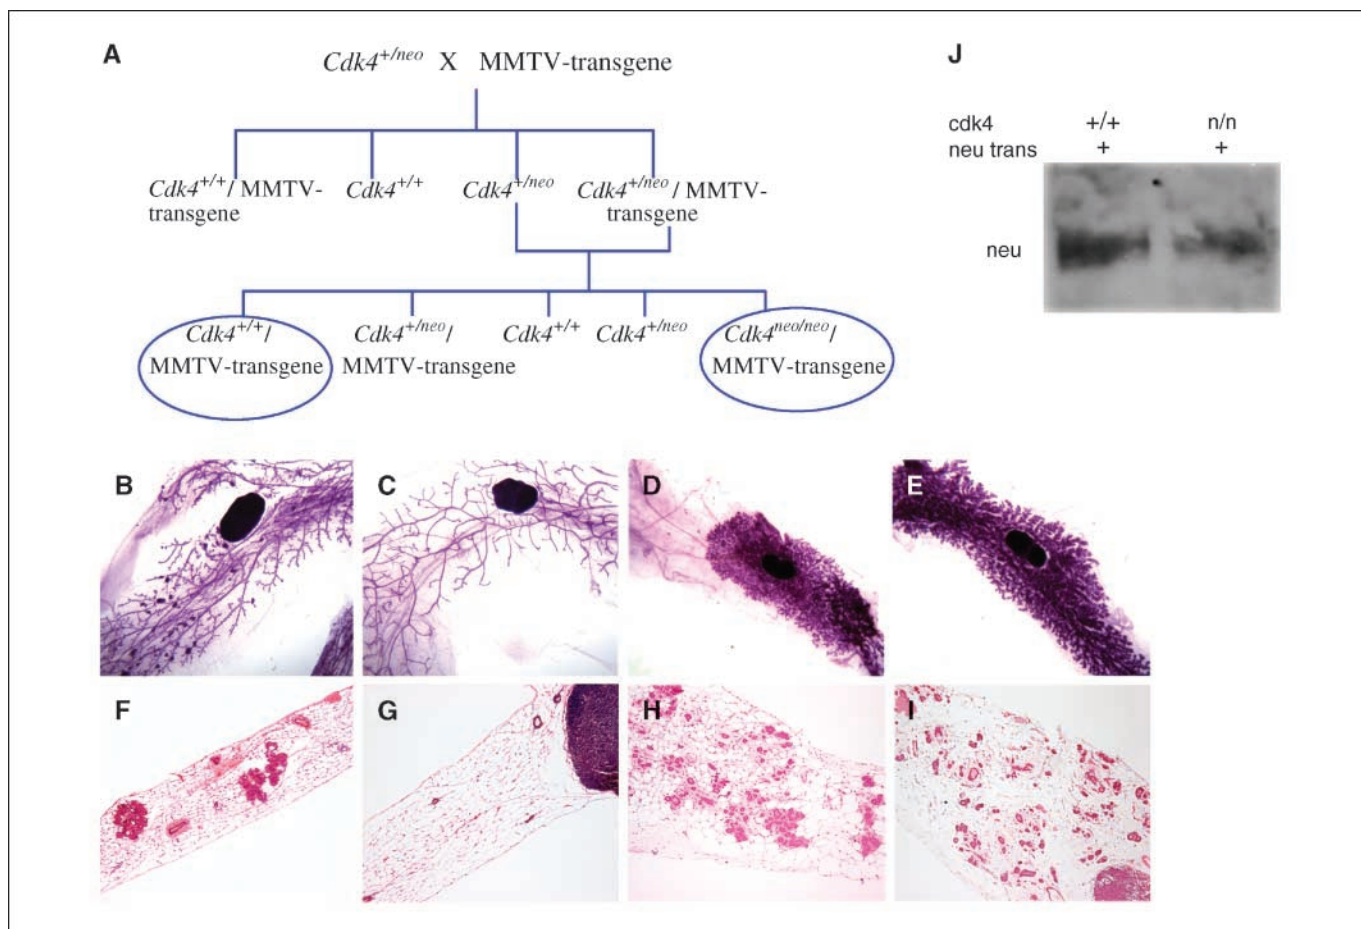 A
Cdk4+/neo X MMTV-transgene
Cdk4+/+/ MMTV-transgene
Cdk4+/+
Cdk4+/neo
Cdk4+/neo/ MMTV-transgene
Cdk4+/+/
MMTV-transgene
Cdk4+/neo/
MMTV-transgene
Cdk4+/+
Cdk4+/neo
Cdk4neo/neo/
MMTV-transgene
J
cdk4 +/+ n/n
neu trans + +
neu
B
C
D
E
F
G
H
I